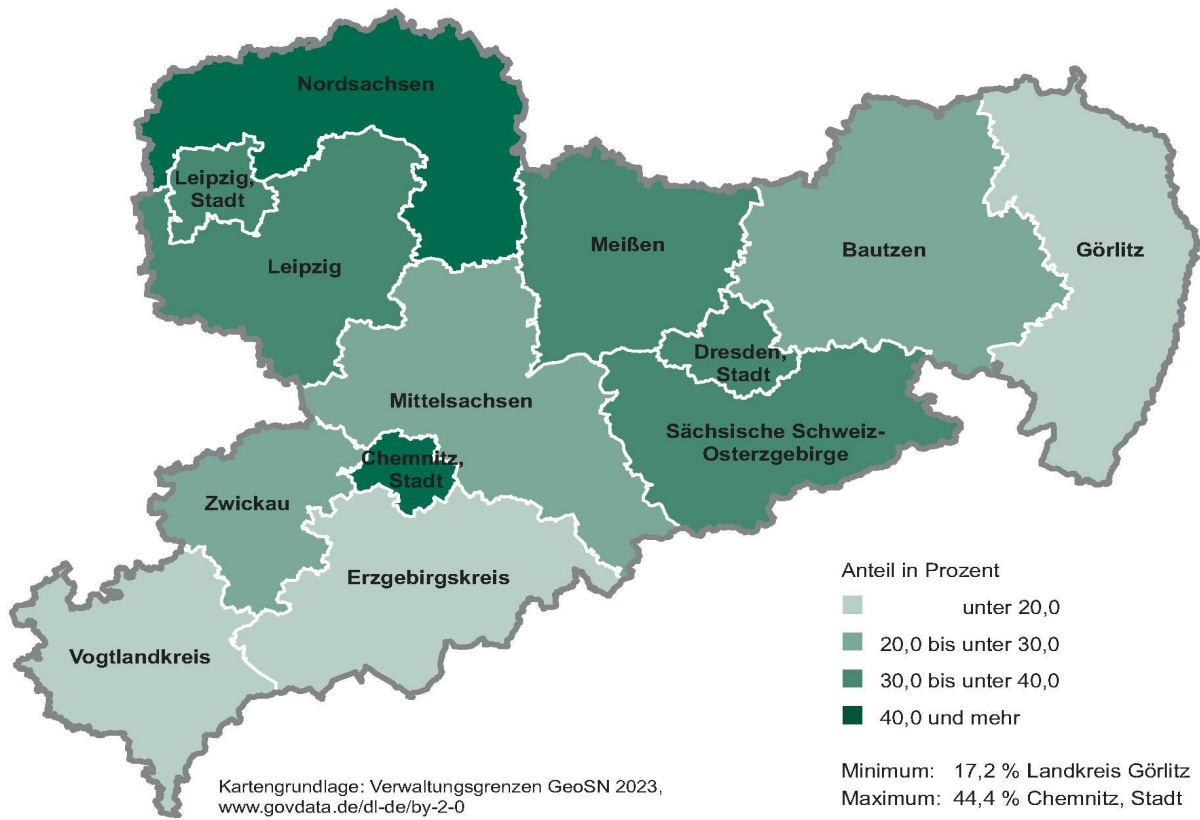 Nordsachsen
Leipzig,
Stadt
Leipzig
Meißen
Bautzen
Görlitz
Dresden,
Stadt
Mittelsachsen
Sächsische Schweiz-
Osterzgebirge
Chemnitz,
Stadt
Zwickau
Erzgebirgskreis
Vogtlandkreis
Anteil in Prozent
unter 20,0
20,0 bis unter 30,0
30,0 bis unter 40,0
40,0 und mehr
Minimum: 17,2 % Landkreis Görlitz
Maximum: 44,4 % Chemnitz, Stadt
Kartengrundlage: Verwaltungsgrenzen GeoSN 2023,
www.govdata.de/dl-de/by-2-0